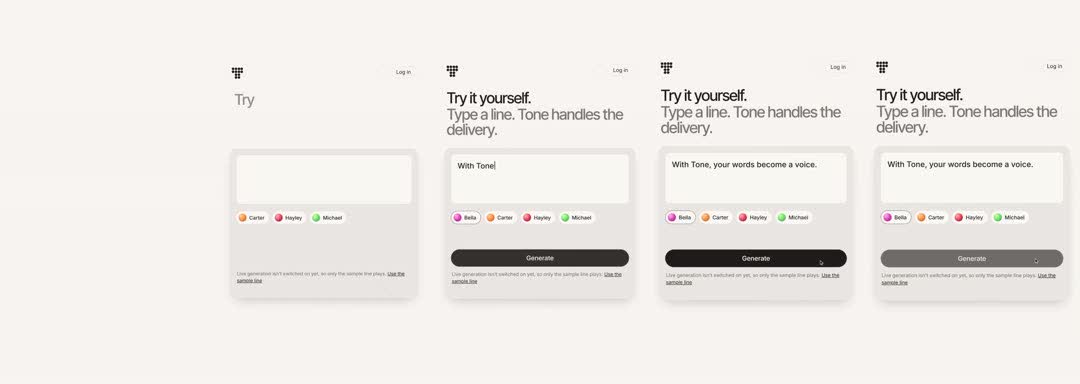 Log in
Try
Carter
Hayley
Michael
Live generation isn't switched on yet, so only the sample line plays. Use the
sample line
Log in
Try it yourself.
Type a line. Tone handles the
delivery.
With Tone
Bella
Carter
Hayley
Michael
Generate
Live generation isn't switched on yet, so only the sample line plays. Use the
sample line
Log in
Try it yourself.
Type a line. Tone handles the
delivery.
With Tone, your words become a voice.
Bella
Carter
Hayley
Michael
Generate
Live generation isn't switched on yet, so only the sample line plays. Use the
sample line
Log in
Try it yourself.
Type a line. Tone handles the
delivery.
With Tone, your words become a voice.
Bella
Carter
Hayley
Michael
Generate
Live generation isn't switched on yet, so only the sample line plays. Use the
sample line